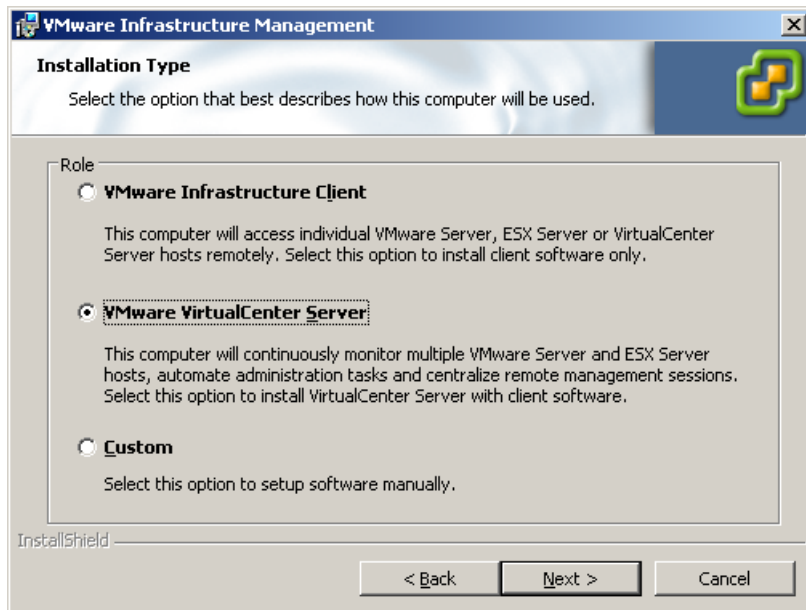 VMware Infrastructure Management
Installation Type
Select the option that best describes how this computer will be used.
Role
VMware Infrastructure Client
This computer will access individual VMware Server, ESX Server or VirtualCenter
Server hosts remotely. Select this option to install client software only.
VMware VirtualCenter Server
This computer will continuously monitor multiple VMware Server and ESX Server
hosts, automate administration tasks and centralize remote management sessions.
Select this option to install VirtualCenter Server with client software.
Custom
Select this option to setup software manually.
InstallShield
< Back
Next >
Cancel